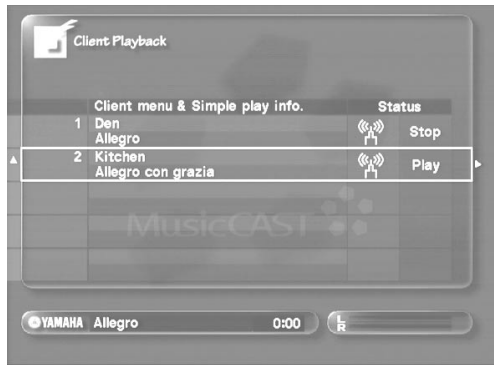 Client Playback
Client menu & Simple play info. Status
1 Den
Allegro
Stop
2 Kitchen
Allegro con grazia
Play
MusicCAST
YAMAHA Allegro 0:00 L
R